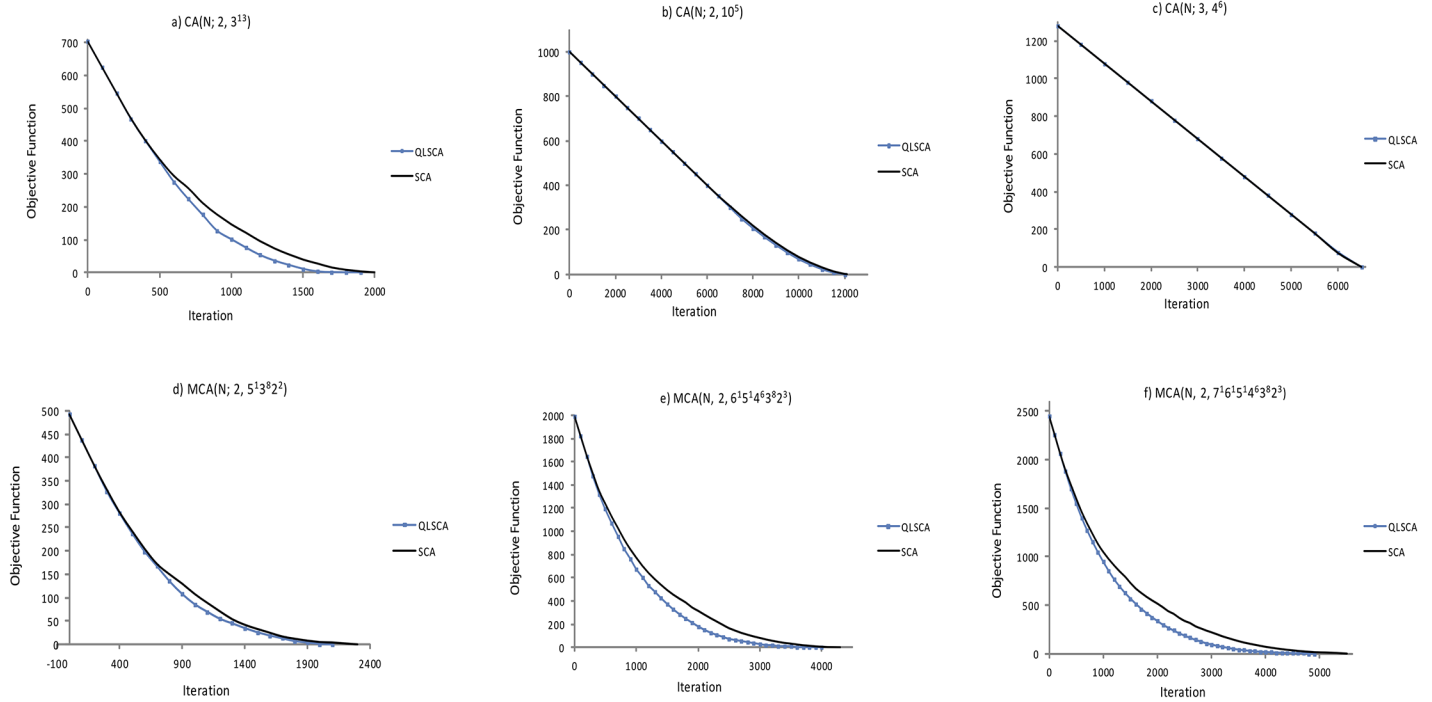 a) CA(N; 2, 3¹³)
700
600
500
400
300
200
100
0
Objective Function
0 500 1000 1500 2000
Iteration
QLSCA
SCA
b) CA(N; 2, 10⁵)
1000
800
600
400
200
0
Objective Function
0 2000 4000 6000 8000 10000 12000
Iteration
QLSCA
SCA
c) CA(N; 3, 4⁶)
1200
1000
800
600
400
200
0
Objective Function
0 1000 2000 3000 4000 5000 6000
Iteration
QLSCA
SCA
d) MCA(N; 2, 5¹3⁸2²)
500
450
400
350
300
250
200
150
100
50
0
Objective Function
-100 400 900 1400 1900 2400
Iteration
QLSCA
SCA
e) MCA(N, 2, 6¹5¹4⁶3⁸2³)
2000
1800
1600
1400
1200
1000
800
600
400
200
0
Objective Function
0 1000 2000 3000 4000
Iteration
QLSCA
SCA
f) MCA(N, 2, 7¹6¹5¹4⁶3⁸2³)
2500
2000
1500
1000
500
0
Objective Function
0 1000 2000 3000 4000 5000
Iteration
QLSCA
SCA